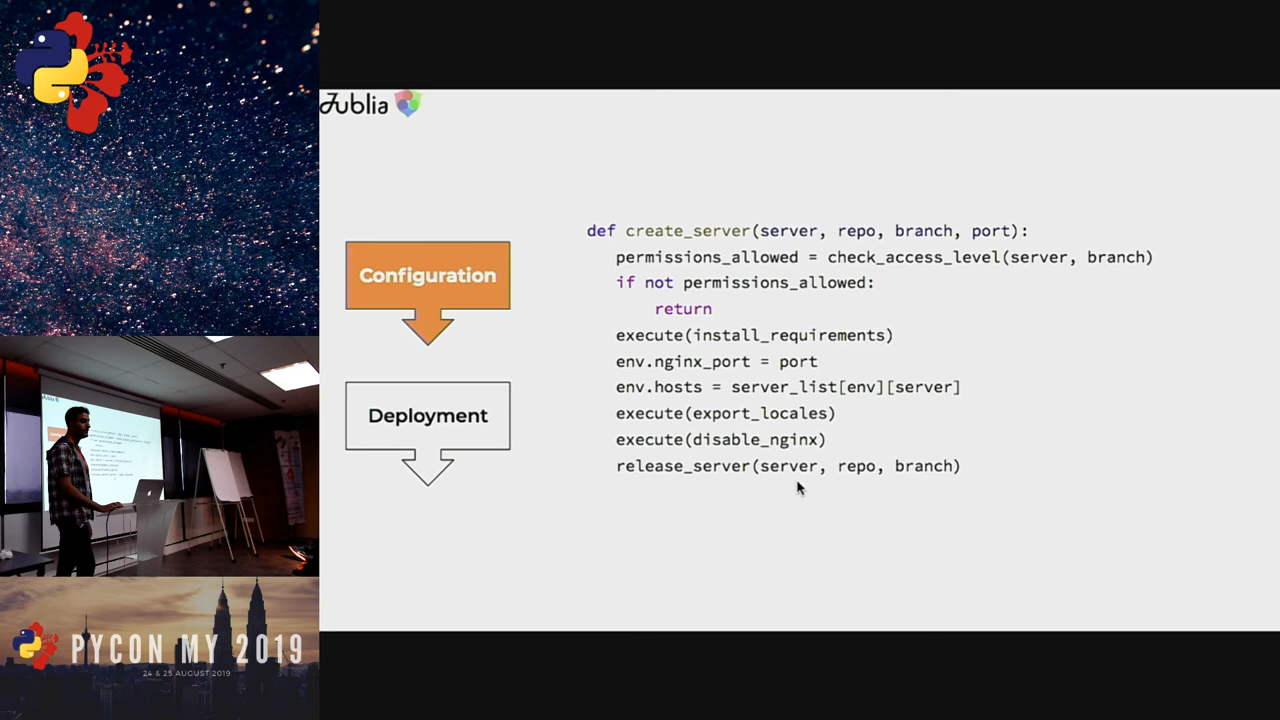 Jublia
Configuration
Deployment
def create_server(server, repo, branch, port):
permissions_allowed = check_access_level(server, branch)
if not permissions_allowed:
return
execute(install_requirements)
env.nginx_port = port
env.hosts = server_list[env][server]
execute(export_locales)
execute(disable_nginx)
release_server(server, repo, branch)
PYCON MY 2019
24 & 25 AUGUST 2019